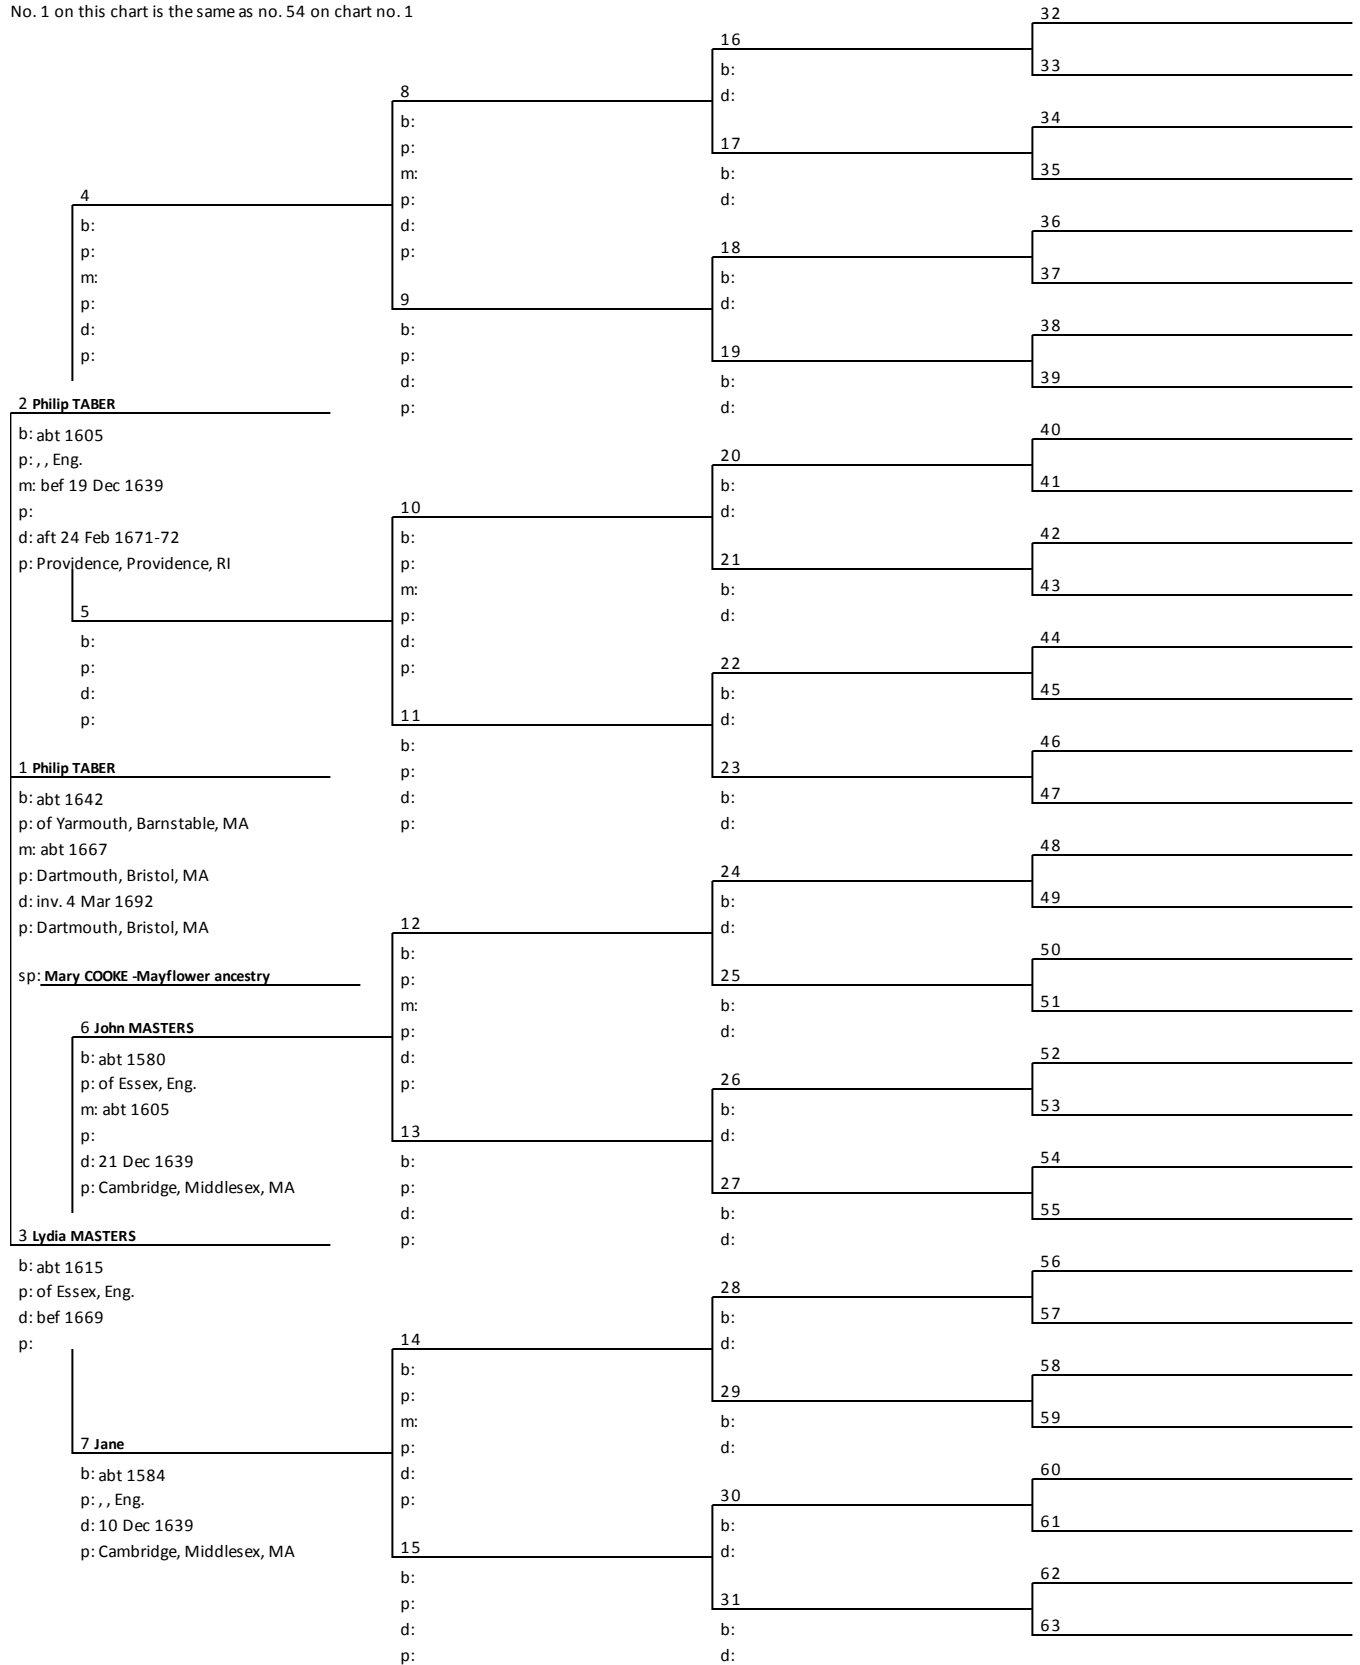 No. 1 on this chart is the same as no. 54 on chart no. 1
4
b:
p:
m:
p:
d:
p:
2 Philip TABER
b: abt 1605
p: , , Eng.
m: bef 19 Dec 1639
p:
d: aft 24 Feb 1671-72
p: Providence, Providence, RI
5
b:
p:
d:
p:
1 Philip TABER
b: abt 1642
p: of Yarmouth, Barnstable, MA
m: abt 1667
p: Dartmouth, Bristol, MA
d: inv. 4 Mar 1692
p: Dartmouth, Bristol, MA
sp: Mary COOKE -Mayflower ancestry
6 John MASTERS
b: abt 1580
p: of Essex, Eng.
m: abt 1605
p:
d: 21 Dec 1639
p: Cambridge, Middlesex, MA
3 Lydia MASTERS
b: abt 1615
p: of Essex, Eng.
d: bef 1669
p:
7 Jane
b: abt 1584
p: , , Eng.
d: 10 Dec 1639
p: Cambridge, Middlesex, MA
8
b:
p:
m:
p:
d:
p:
9
b:
p:
d:
p:
10
b:
p:
m:
p:
d:
p:
11
b:
p:
d:
p:
12
b:
p:
m:
p:
d:
p:
13
b:
p:
d:
p:
14
b:
p:
m:
p:
d:
p:
15
b:
p:
d:
p:
16
b:
d:
17
b:
d:
18
b:
d:
19
b:
d:
20
b:
d:
21
b:
d:
22
b:
d:
23
b:
d:
24
b:
d:
25
b:
d:
26
b:
d:
27
b:
d:
28
b:
d:
29
b:
d:
30
b:
d:
31
b:
d:
32
33
34
35
36
37
38
39
40
41
42
43
44
45
46
47
48
49
50
51
52
53
54
55
56
57
58
59
60
61
62
63